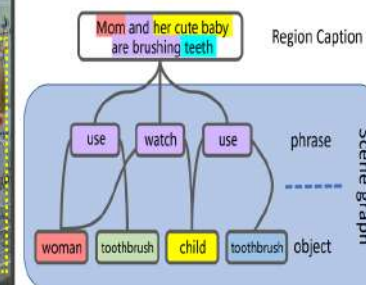 Mom and her cute baby
are brushing teeth
Region Caption
use
watch
use
phrase
woman
toothbrush
child
toothbrush
object
Scene graph